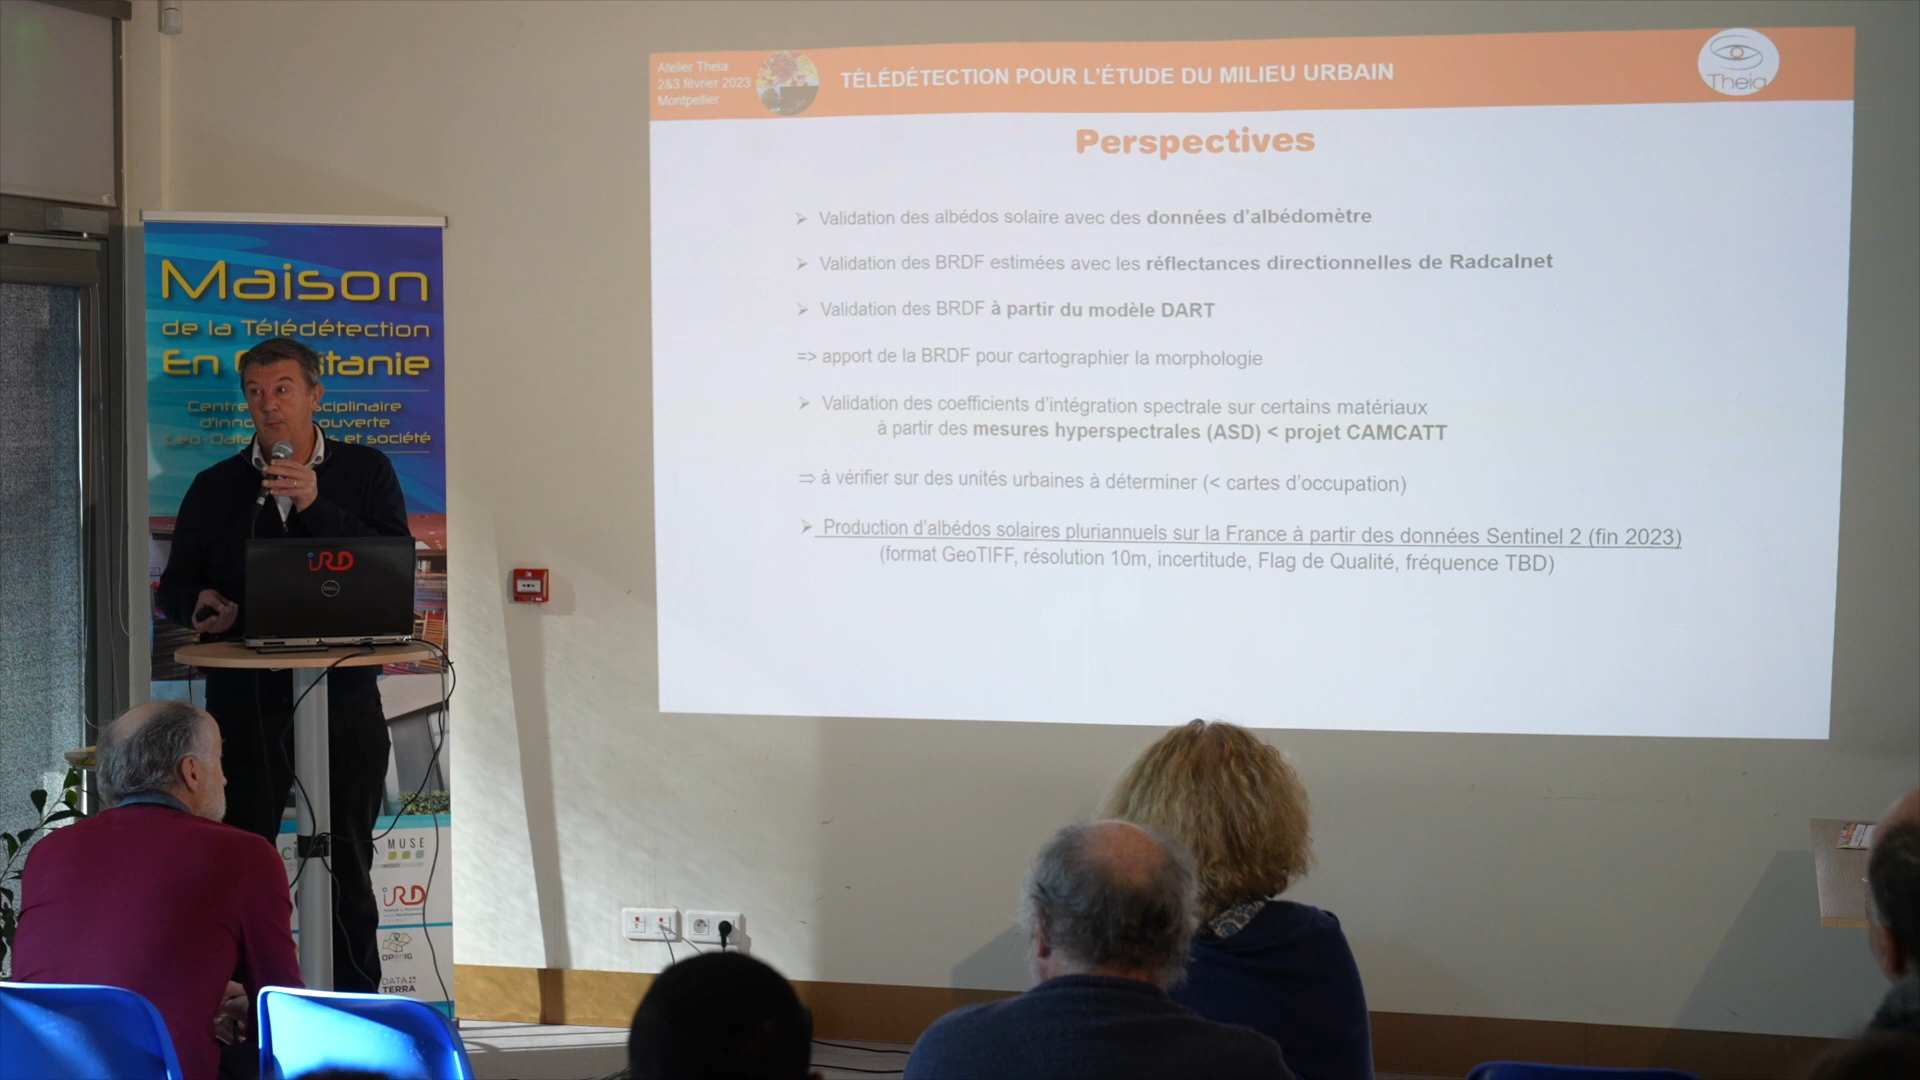 Atelier Theia
2&3 février 2023
Montpellier
TÉLÉDÉTECTION POUR L'ÉTUDE DU MILIEU URBAIN
Theia
Perspectives
➢ Validation des albédos solaire avec des données d'albédomètre
➢ Validation des BRDF estimées avec les réflectances directionnelles de Radcalnet
➢ Validation des BRDF à partir du modèle DART
=> apport de la BRDF pour cartographier la morphologie
➢ Validation des coefficients d'intégration spectrale sur certains matériaux
à partir des mesures hyperspectrales (ASD) < projet CAMCATT
⇒ à vérifier sur des unités urbaines à déterminer (< cartes d'occupation)
➢ Production d'albédos solaires pluriannuels sur la France à partir des données Sentinel 2 (fin 2023)
(format GeoTIFF, résolution 10m, incertitude, Flag de Qualité, fréquence TBD)
Maison
de la Télédétection
En
Centre
et société
IRD
DELL
MUSE
IRD
DATA
TERRA